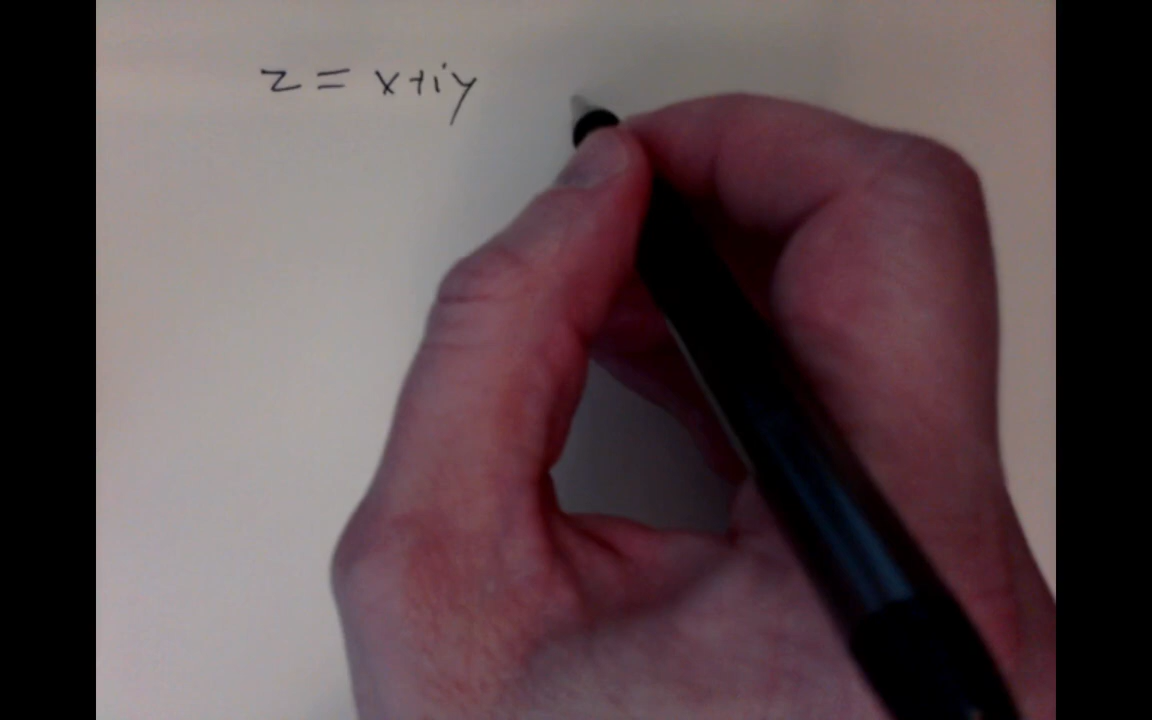 z = x+iy